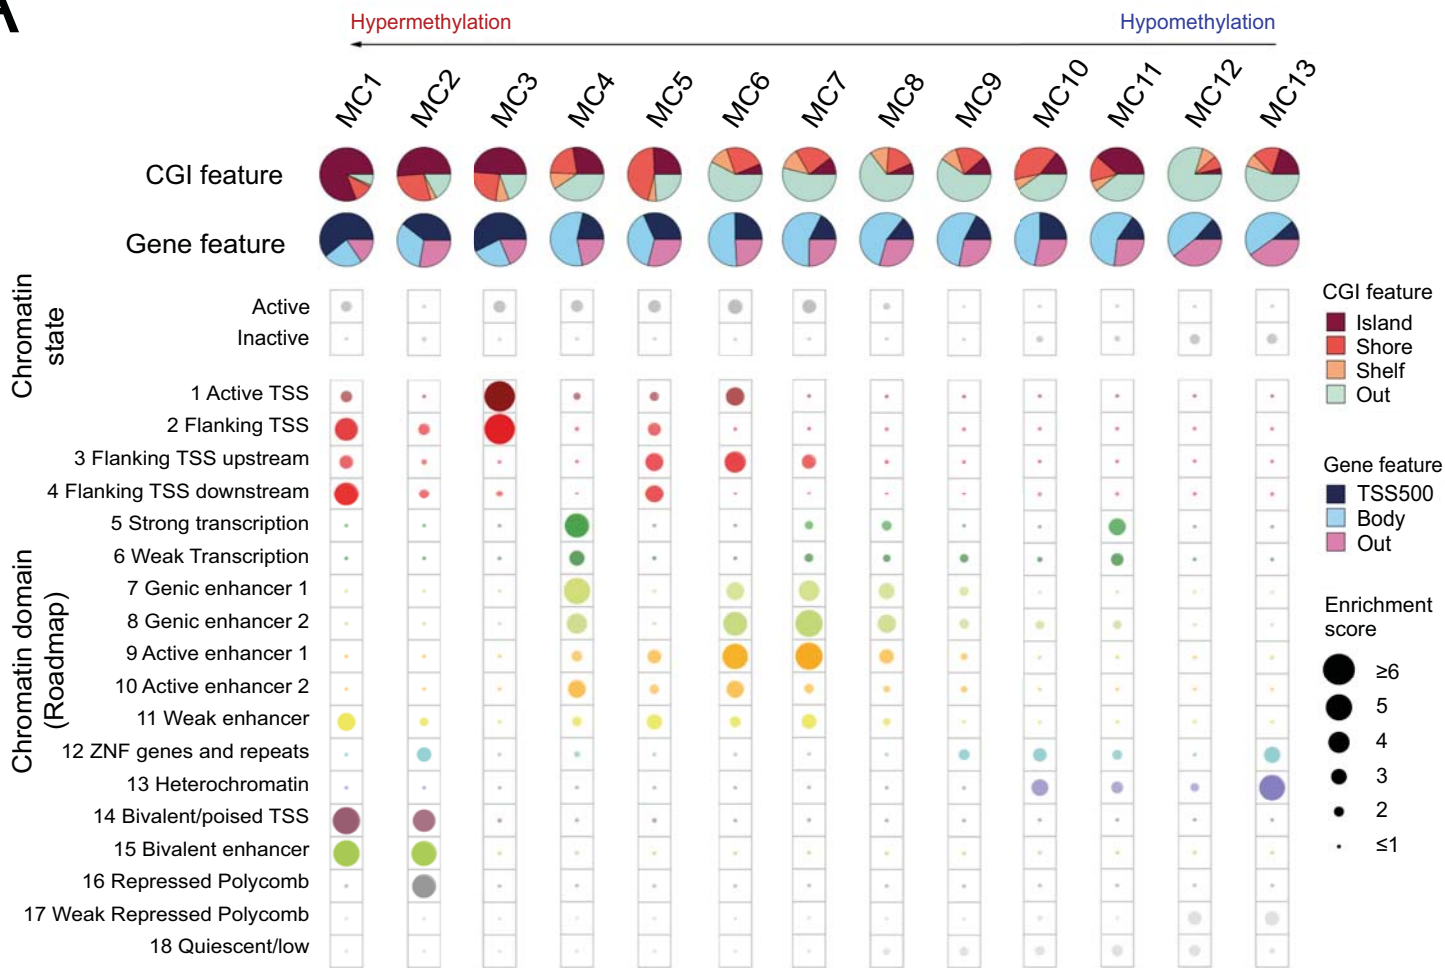 A
Hypermethylation
Hypomethylation
MC1
MC2
MC3
MC4
MC5
MC6
MC7
MC8
MC9
MC10
MC11
MC12
MC13
CGI feature
Gene feature
Chromatin
state
Active
Inactive
Chromatin domain
(Roadmap)
1 Active TSS
2 Flanking TSS
3 Flanking TSS upstream
4 Flanking TSS downstream
5 Strong transcription
6 Weak Transcription
7 Genic enhancer 1
8 Genic enhancer 2
9 Active enhancer 1
10 Active enhancer 2
11 Weak enhancer
12 ZNF genes and repeats
13 Heterochromatin
14 Bivalent/poised TSS
15 Bivalent enhancer
16 Repressed Polycomb
17 Weak Repressed Polycomb
18 Quiescent/low
CGI feature
Island
Shore
Shelf
Out
Gene feature
TSS500
Body
Out
Enrichment
score
≥6
5
4
3
2
≤1